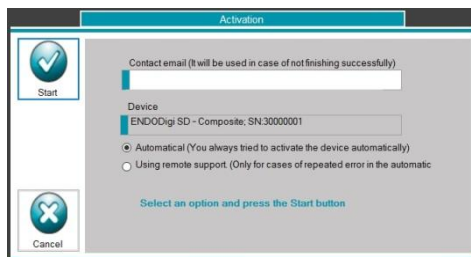 Activation
Start
Contact email (It will be used in case of not finishing successfully)
Device
ENDODigi SD - Composite; SN:30000001
Automatical (You always tried to activate the device automatically)
Using remote support. (Only for cases of repeated error in the automatic
Select an option and press the Start button
Cancel